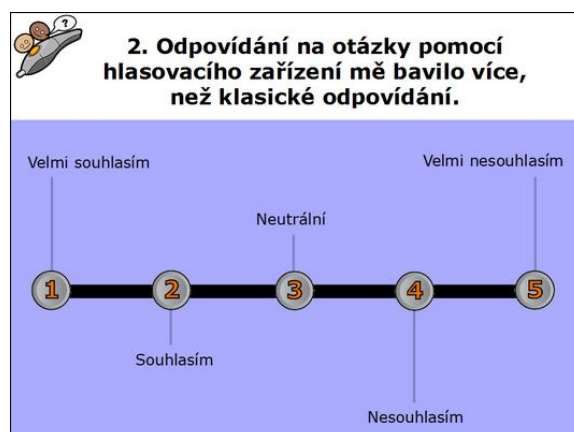 ?
2. Odpovídání na otázky pomocí
hlasovacího zařízení mě bavilo více,
než klasické odpovídání.
Velmi souhlasím
Velmi nesouhlasím
Neutrální
1 2 3 4 5
Souhlasím
Nesouhlasím